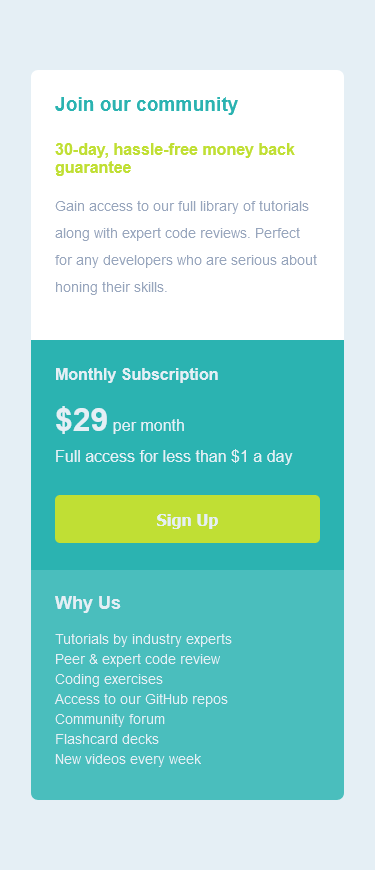 Join our community
30-day, hassle-free money back
guarantee
Gain access to our full library of tutorials
along with expert code reviews. Perfect
for any developers who are serious about
honing their skills.
Monthly Subscription
$29 per month
Full access for less than $1 a day
Sign Up
Why Us
Tutorials by industry experts
Peer & expert code review
Coding exercises
Access to our GitHub repos
Community forum
Flashcard decks
New videos every week